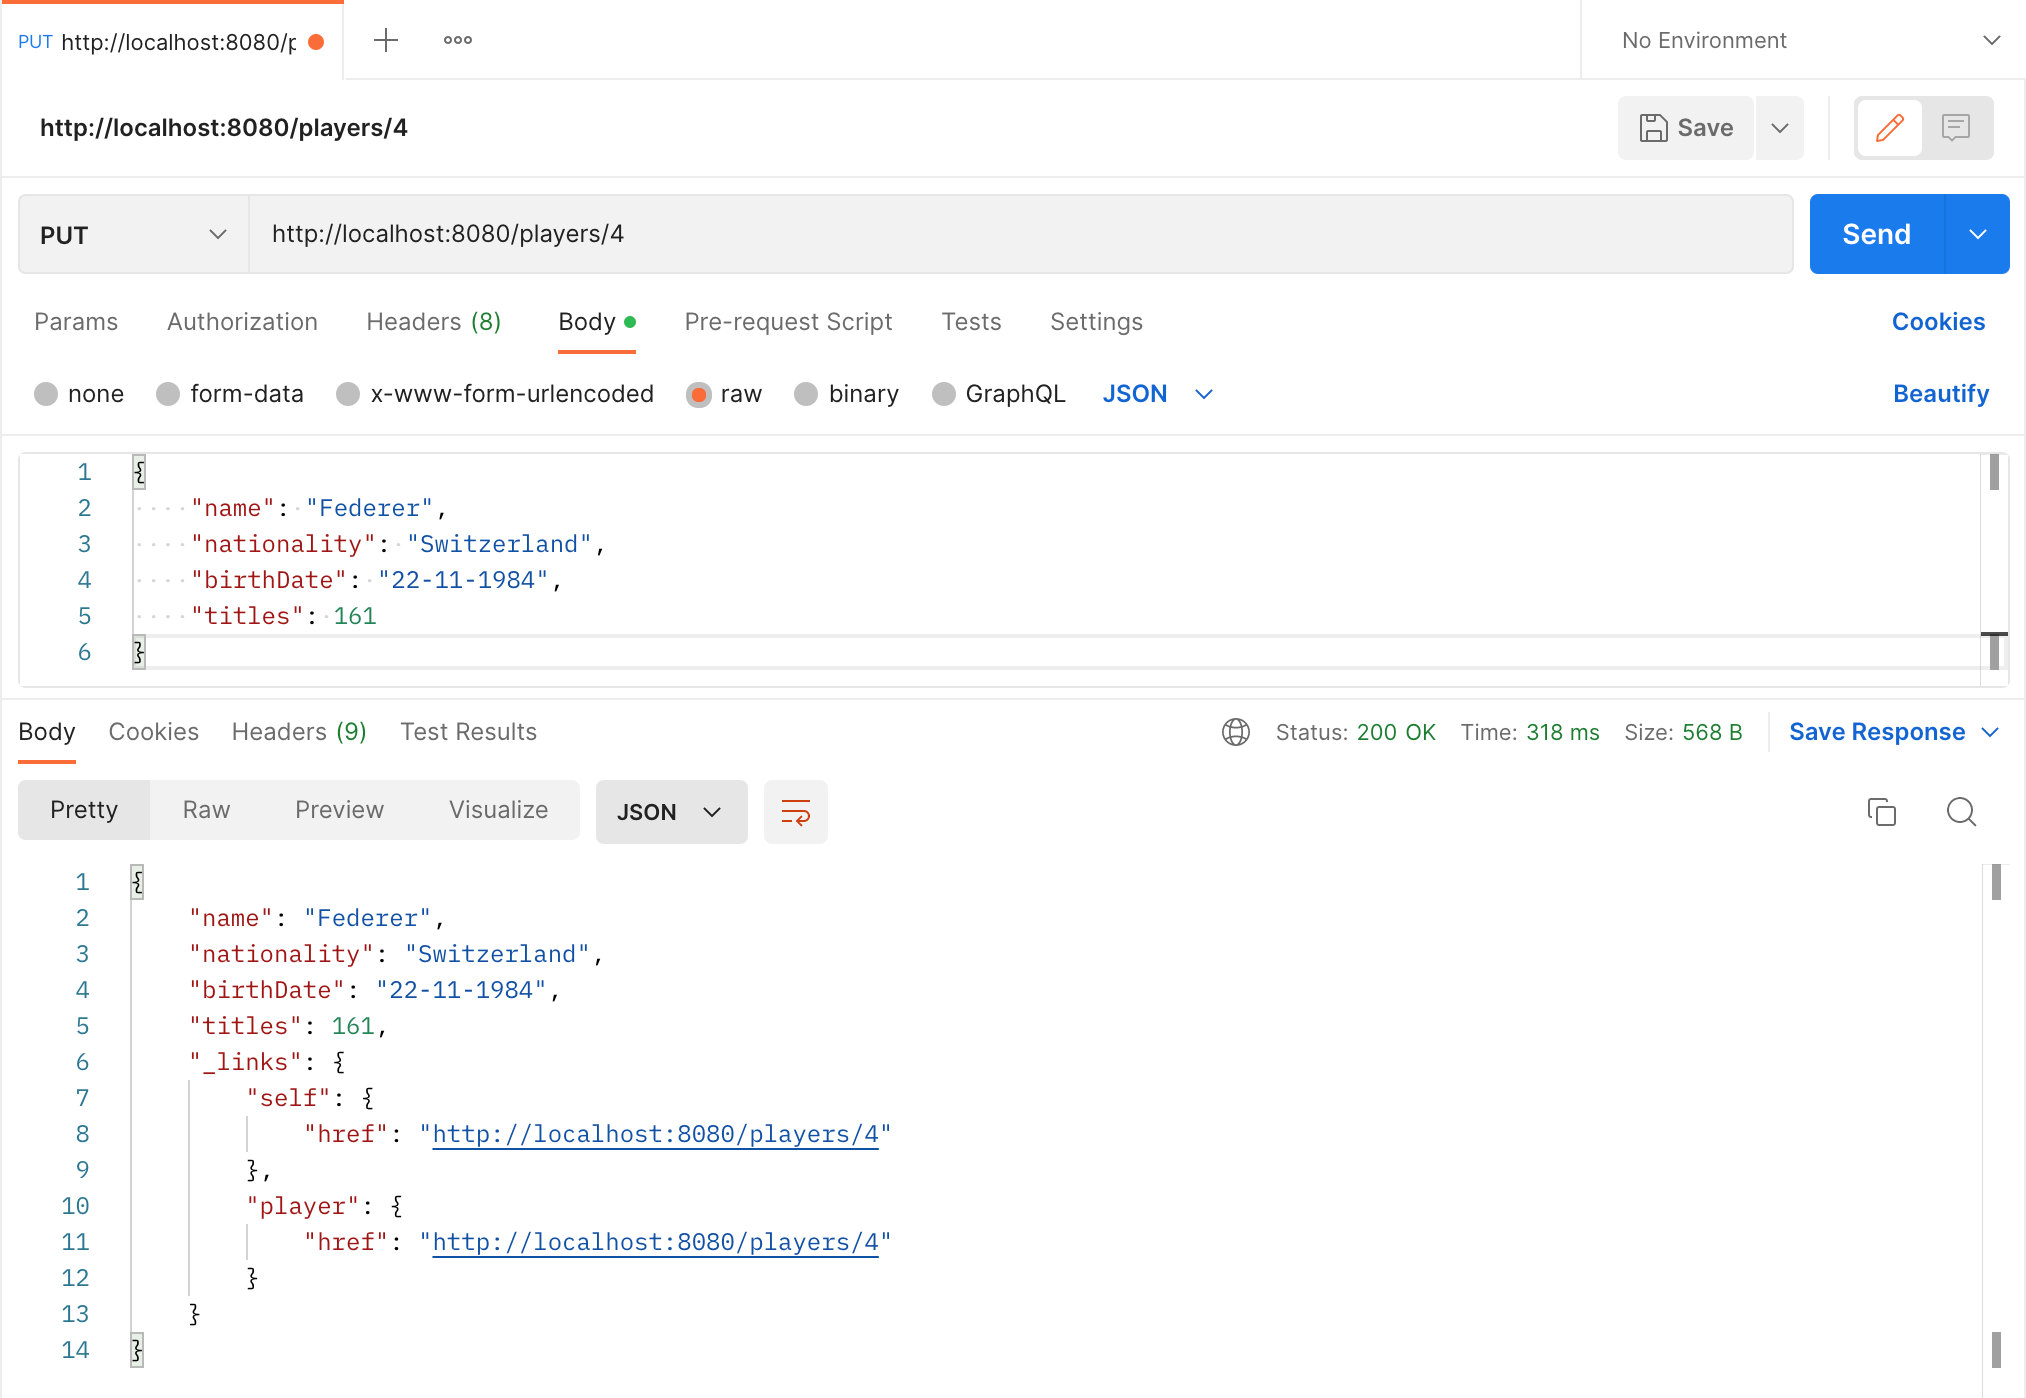 PUT http://localhost:8080/p
No Environment
http://localhost:8080/players/4
Save
PUT http://localhost:8080/players/4 Send
Params Authorization Headers (8) Body Pre-request Script Tests Settings Cookies
none form-data x-www-form-urlencoded raw binary GraphQL JSON Beautify
1 {
2 "name": "Federer",
3 "nationality": "Switzerland",
4 "birthDate": "22-11-1984",
5 "titles": 161
6 }
Body Cookies Headers (9) Test Results Status: 200 OK Time: 318 ms Size: 568 B Save Response
Pretty Raw Preview Visualize JSON
1 {
2 "name": "Federer",
3 "nationality": "Switzerland",
4 "birthDate": "22-11-1984",
5 "titles": 161,
6 "_links": {
7 "self": {
8 "href": "http://localhost:8080/players/4"
9 },
10 "player": {
11 "href": "http://localhost:8080/players/4"
12 }
13 }
14 }